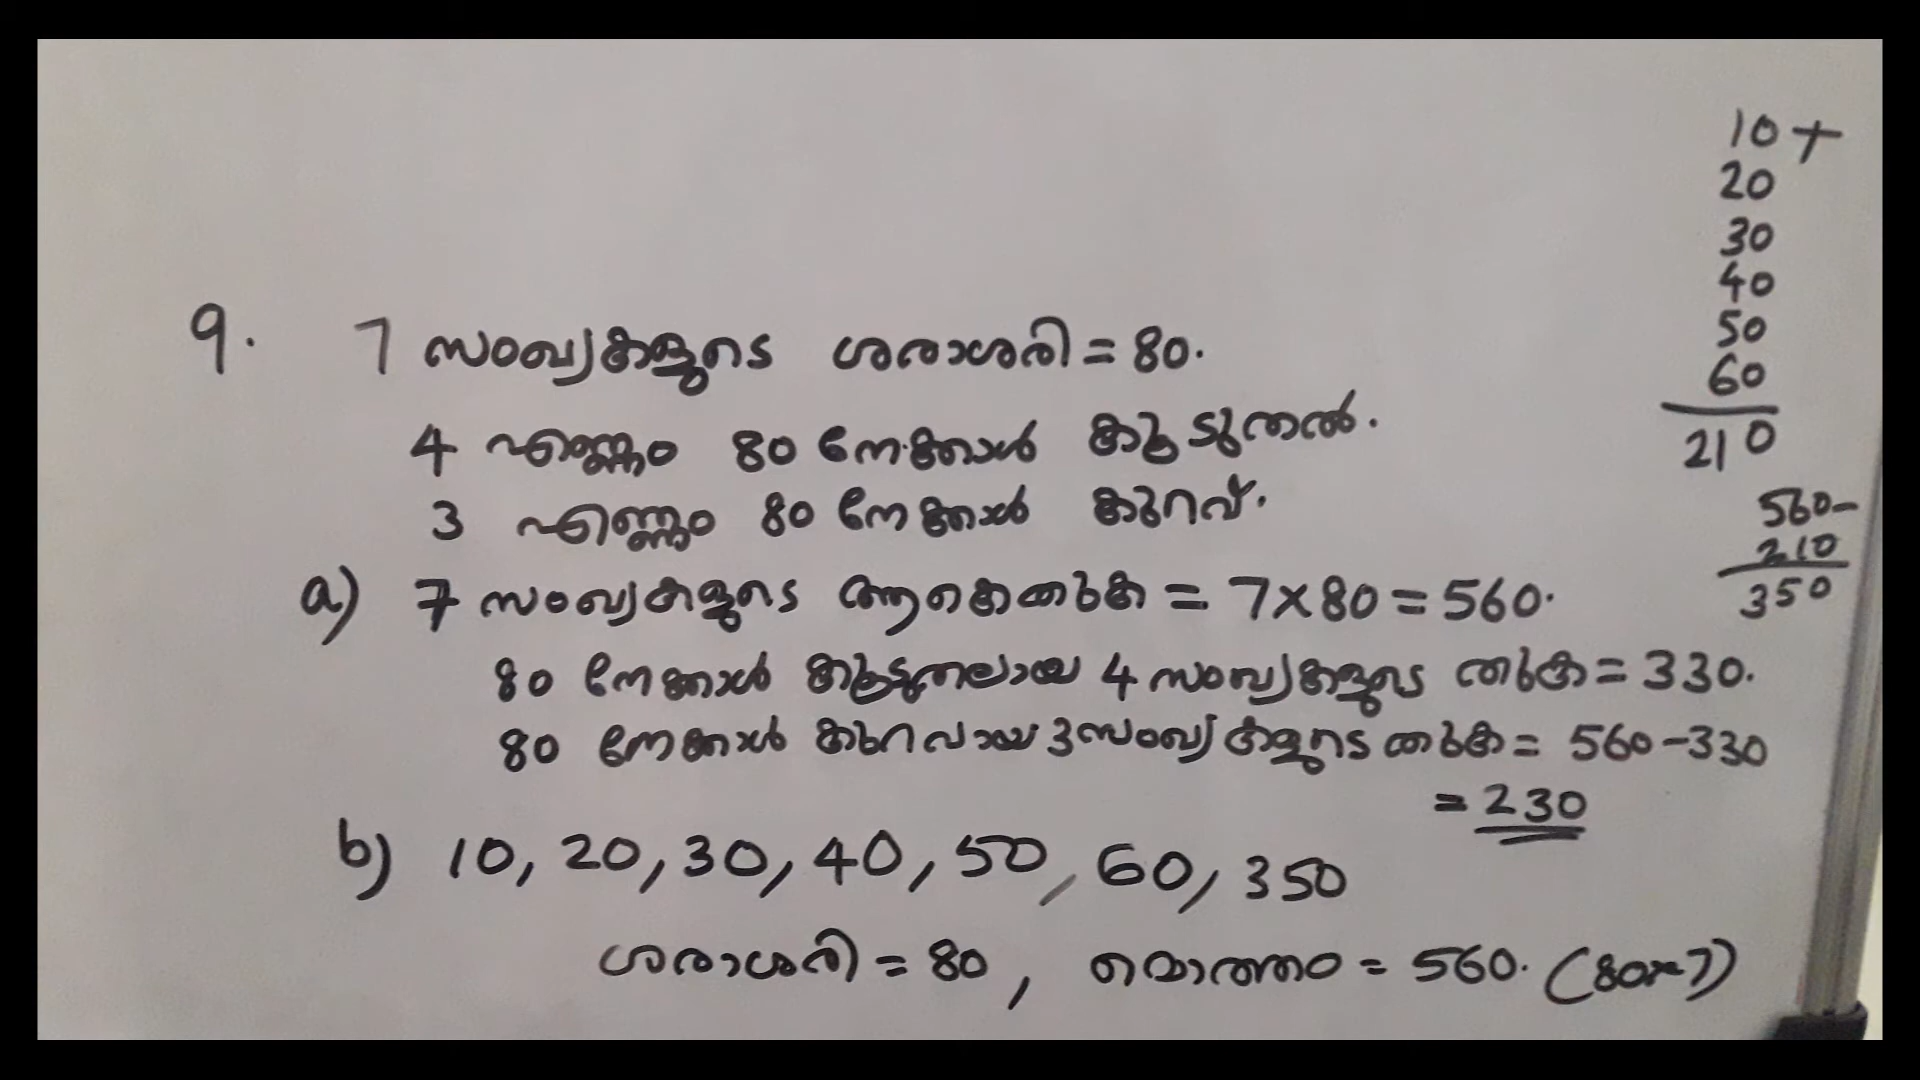 9. 7 സംഖ്യകളുടെ ശരാശരി = 80.
4 എണ്ണം 80 നേക്കാൾ കൂടുതൽ.
3 എണ്ണം 80 നേക്കാൾ കുറവ്.
a) 7 സംഖ്യകളുടെ ആകെതുക = 7 x 80 = 560.
80 നേക്കാൾ കൂടുതലായ 4 സംഖ്യകളുടെ തുക = 330.
80 നേക്കാൾ കുറവായ 3 സംഖ്യകളുടെ തുക = 560 - 330
= 230
b) 10, 20, 30, 40, 50, 60, 350
ശരാശരി = 80, മൊത്തം = 560. (80x7)
10 +
20
30
40
50
60
210
560 -
210
350